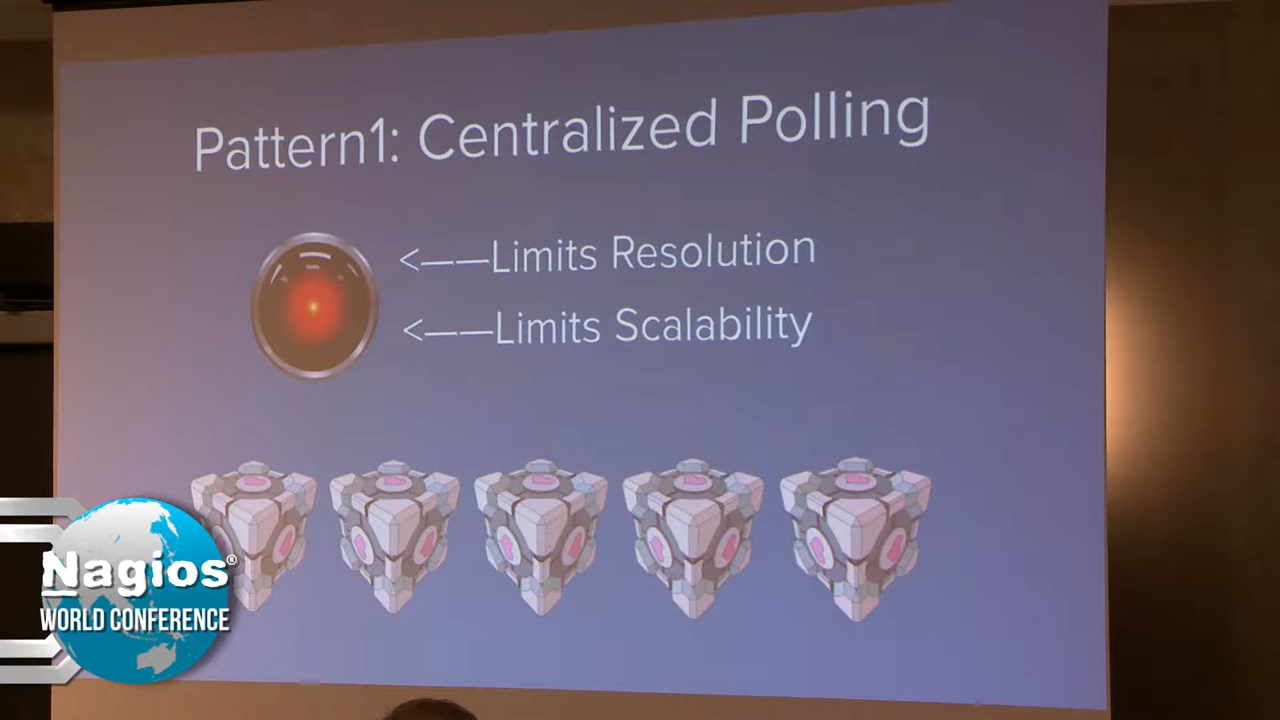 Pattern1: Centralized Polling
<——Limits Resolution
<——Limits Scalability
Nagios®
WORLD CONFERENCE